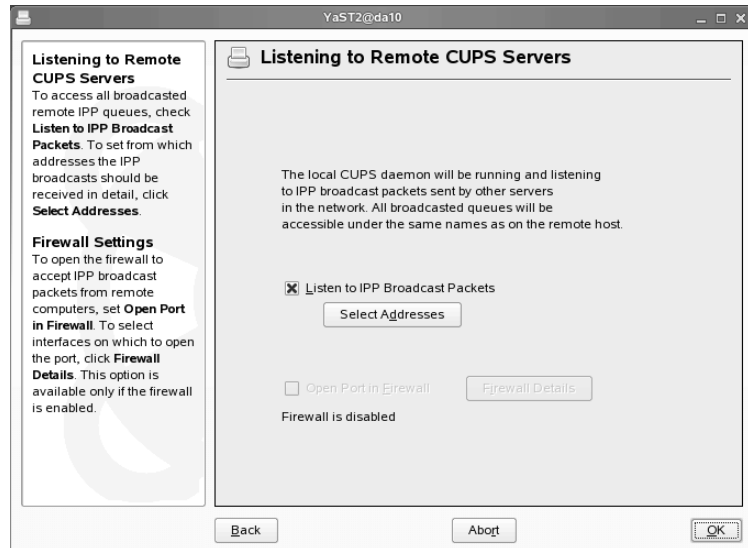 YaST2@da10
Listening to Remote
CUPS Servers
To access all broadcasted
remote IPP queues, check
Listen to IPP Broadcast
Packets. To set from which
addresses the IPP
broadcasts should be
received in detail, click
Select Addresses.
Firewall Settings
To open the firewall to
accept IPP broadcast
packets from remote
computers, set Open Port
in Firewall. To select
interfaces on which to open
the port, click Firewall
Details. This option is
available only if the firewall
is enabled.
Listening to Remote CUPS Servers
The local CUPS daemon will be running and listening
to IPP broadcast packets sent by other servers
in the network. All broadcasted queues will be
accessible under the same names as on the remote host.
Listen to IPP Broadcast Packets
Select Addresses
Open Port in Firewall
Firewall Details
Firewall is disabled
Back
Abort
OK